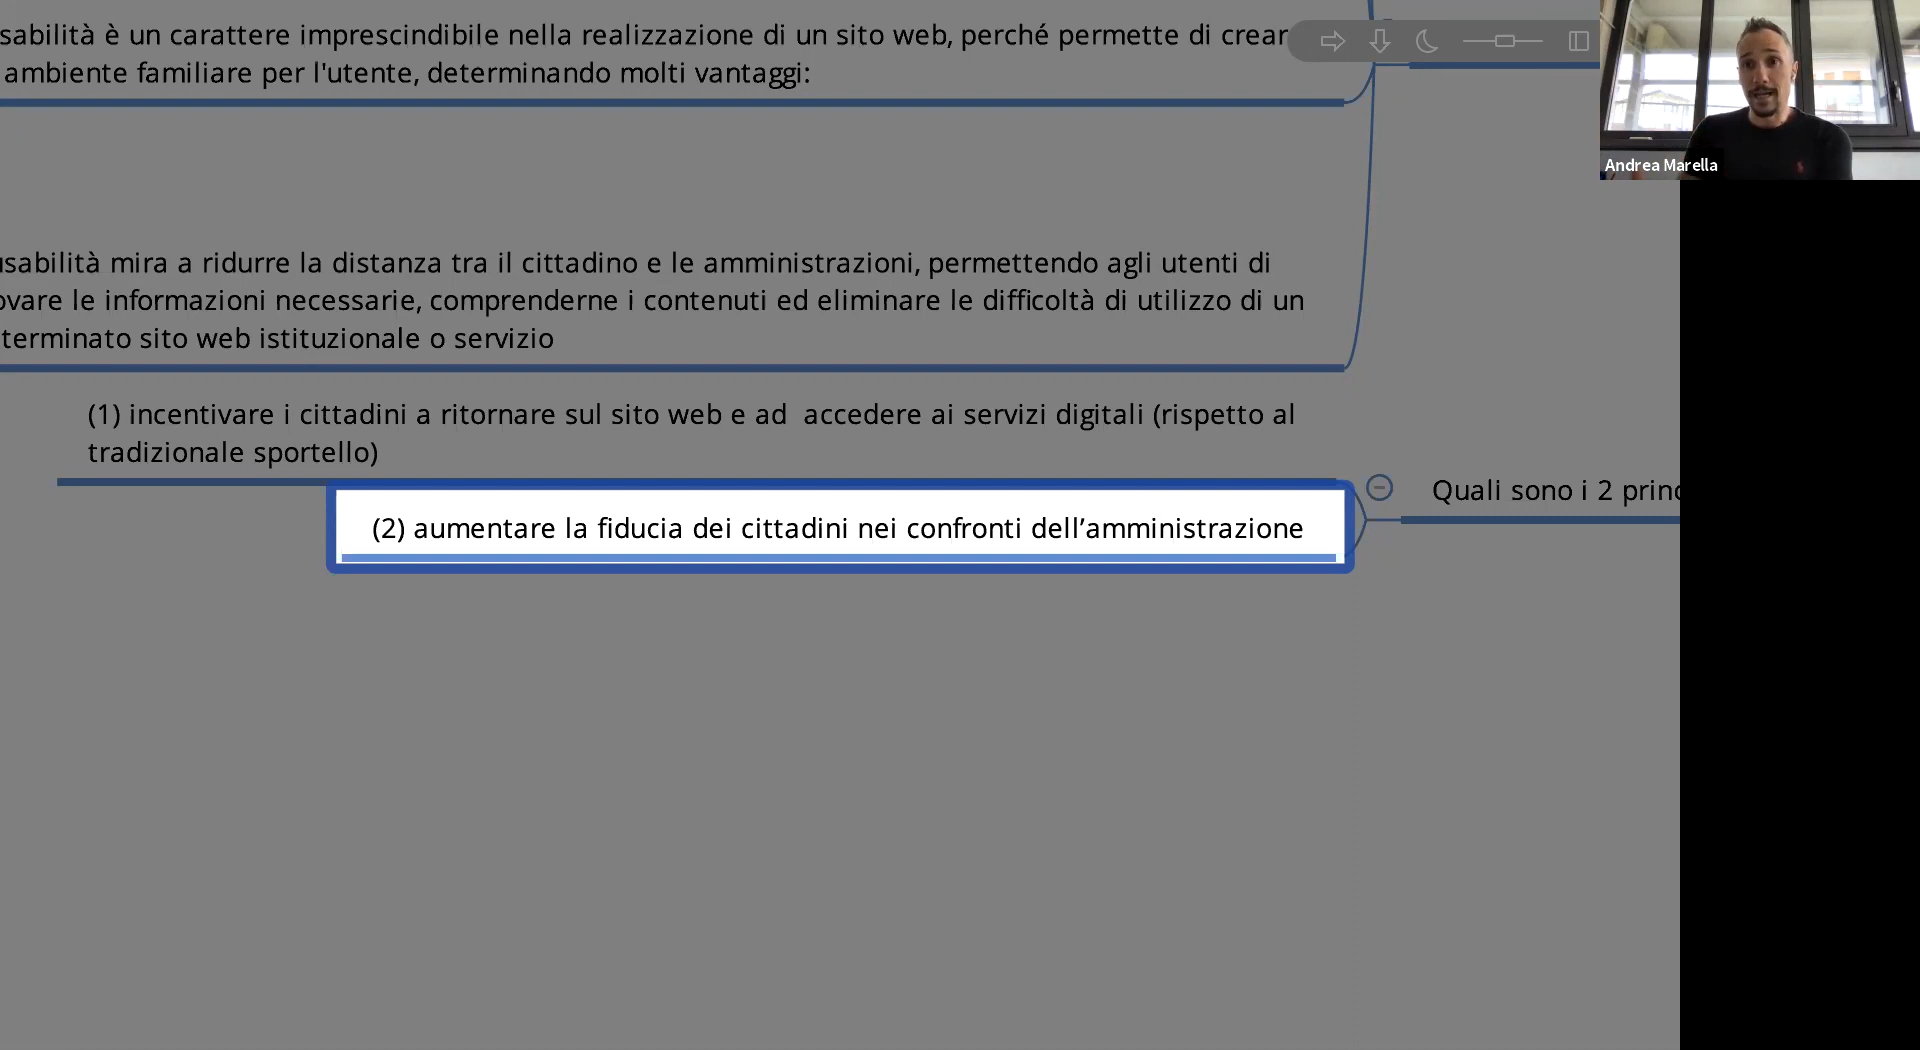 sabilità è un carattere imprescindibile nella realizzazione di un sito web, perché permette di crear
ambiente familiare per l'utente, determinando molti vantaggi:
Andrea Marella
usabilità mira a ridurre la distanza tra il cittadino e le amministrazioni, permettendo agli utenti di
ovare le informazioni necessarie, comprenderne i contenuti ed eliminare le difficoltà di utilizzo di un
terminato sito web istituzionale o servizio
(1) incentivare i cittadini a ritornare sul sito web e ad  accedere ai servizi digitali (rispetto al
tradizionale sportello)
Quali sono i 2 princ
(2) aumentare la fiducia dei cittadini nei confronti dell’amministrazione